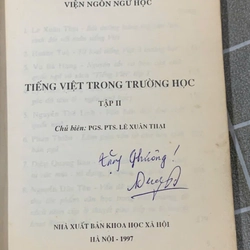 VIỆN NGÔN NGỮ HỌC
TIẾNG VIỆT TRONG TRƯỜNG HỌC
TẬP II
Chủ biên: PGS. PTS. LÊ XUÂN THẠI
Tặng Phương!
NHÀ XUẤT BẢN KHOA HỌC XÃ HỘI
HÀ NỘI - 1997